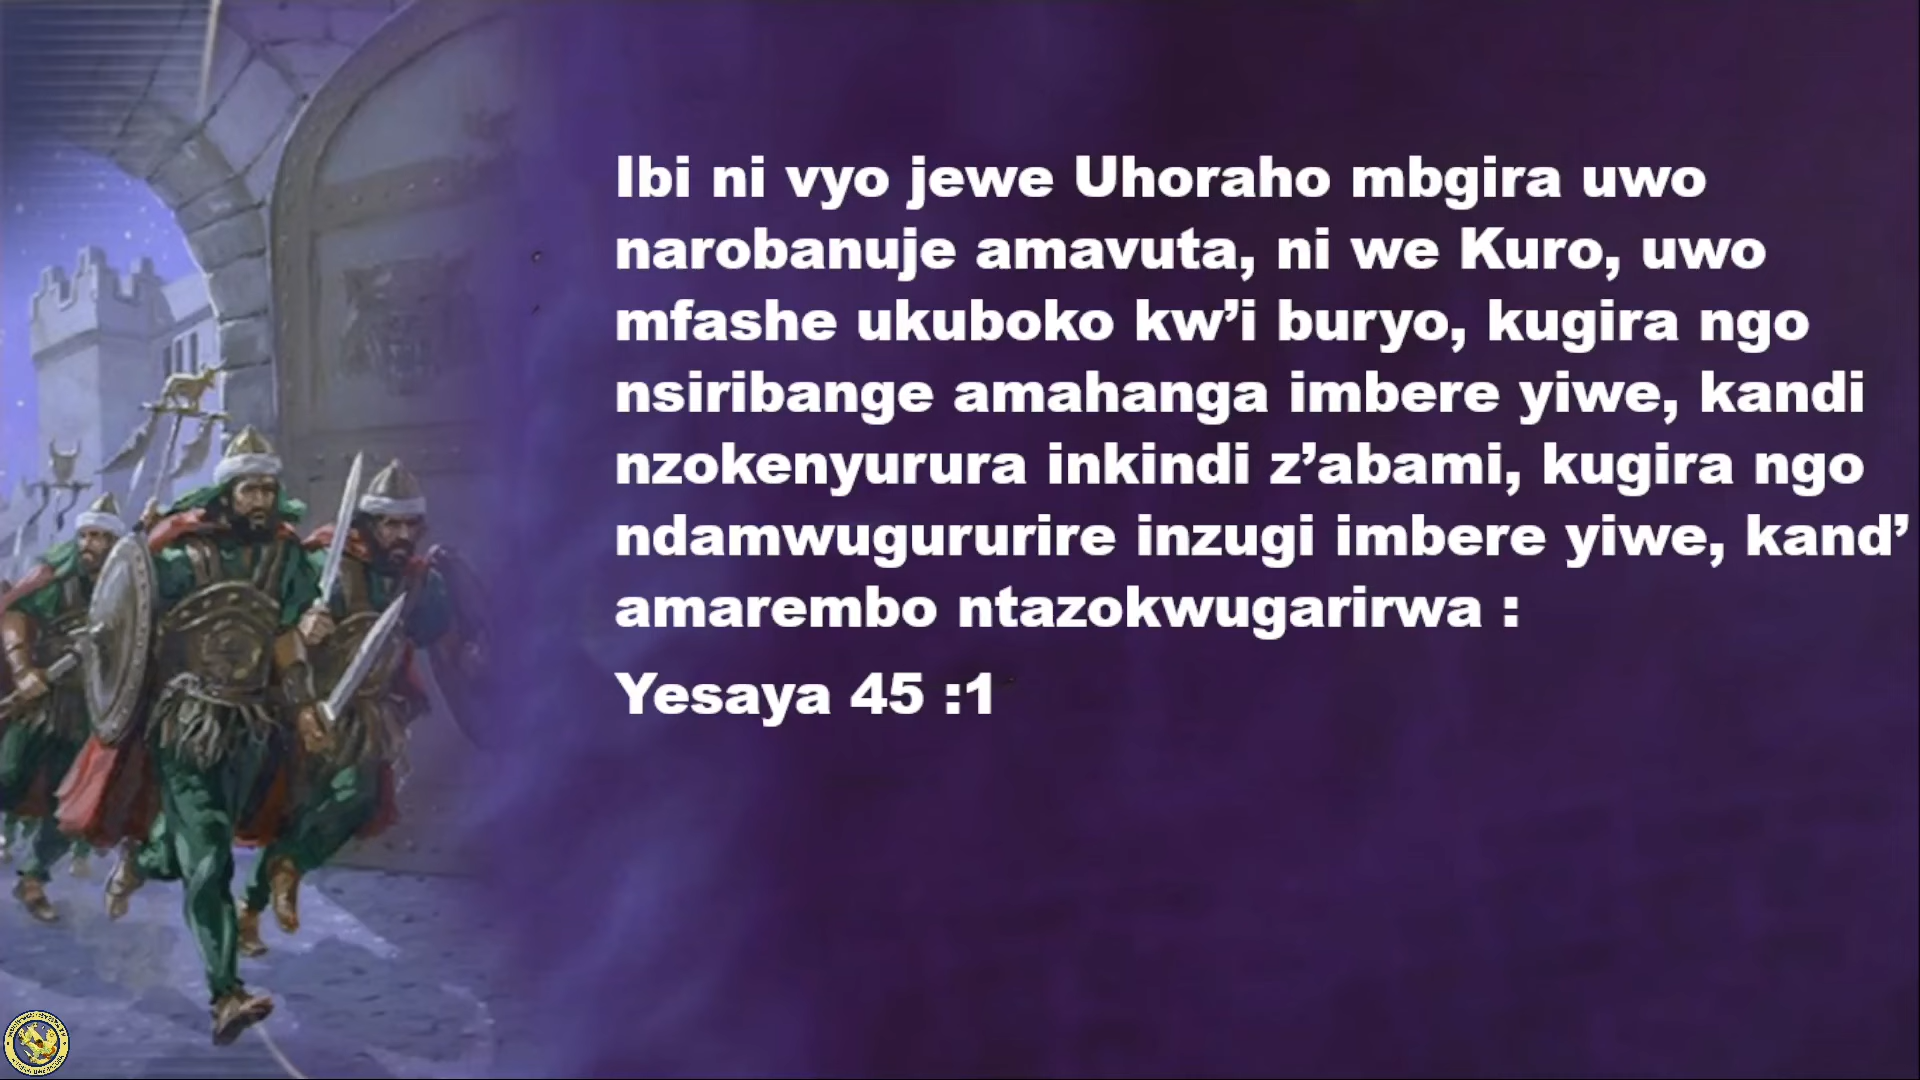 Ibi ni vyo jewe Uhoraho mbgira uwo
narobanuje amavuta, ni we Kuro, uwo
mfashe ukuboko kw’i buryo, kugira ngo
nsiribange amahanga imbere yiwe, kandi
nzokenyurura inkindi z’abami, kugira ngo
ndamwugururire inzugi imbere yiwe, kand’
amarembo ntazokwugarirwa :
Yesaya 45 :1